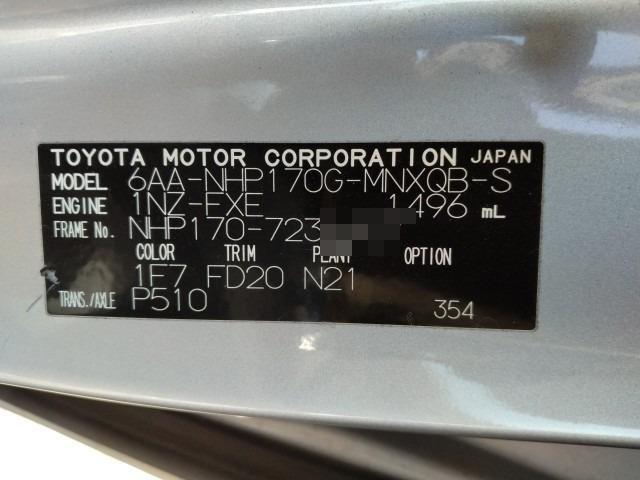 TOYOTA MOTOR CORPORATION JAPAN
MODEL 6AA-NHP170G-MNXQB-S
ENGINE 1NZ-FXE 1496 mL
FRAME No. NHP170-723
COLOR TRIM PLANT OPTION
1F7 FD20 N21
TRANS./AXLE P510 354